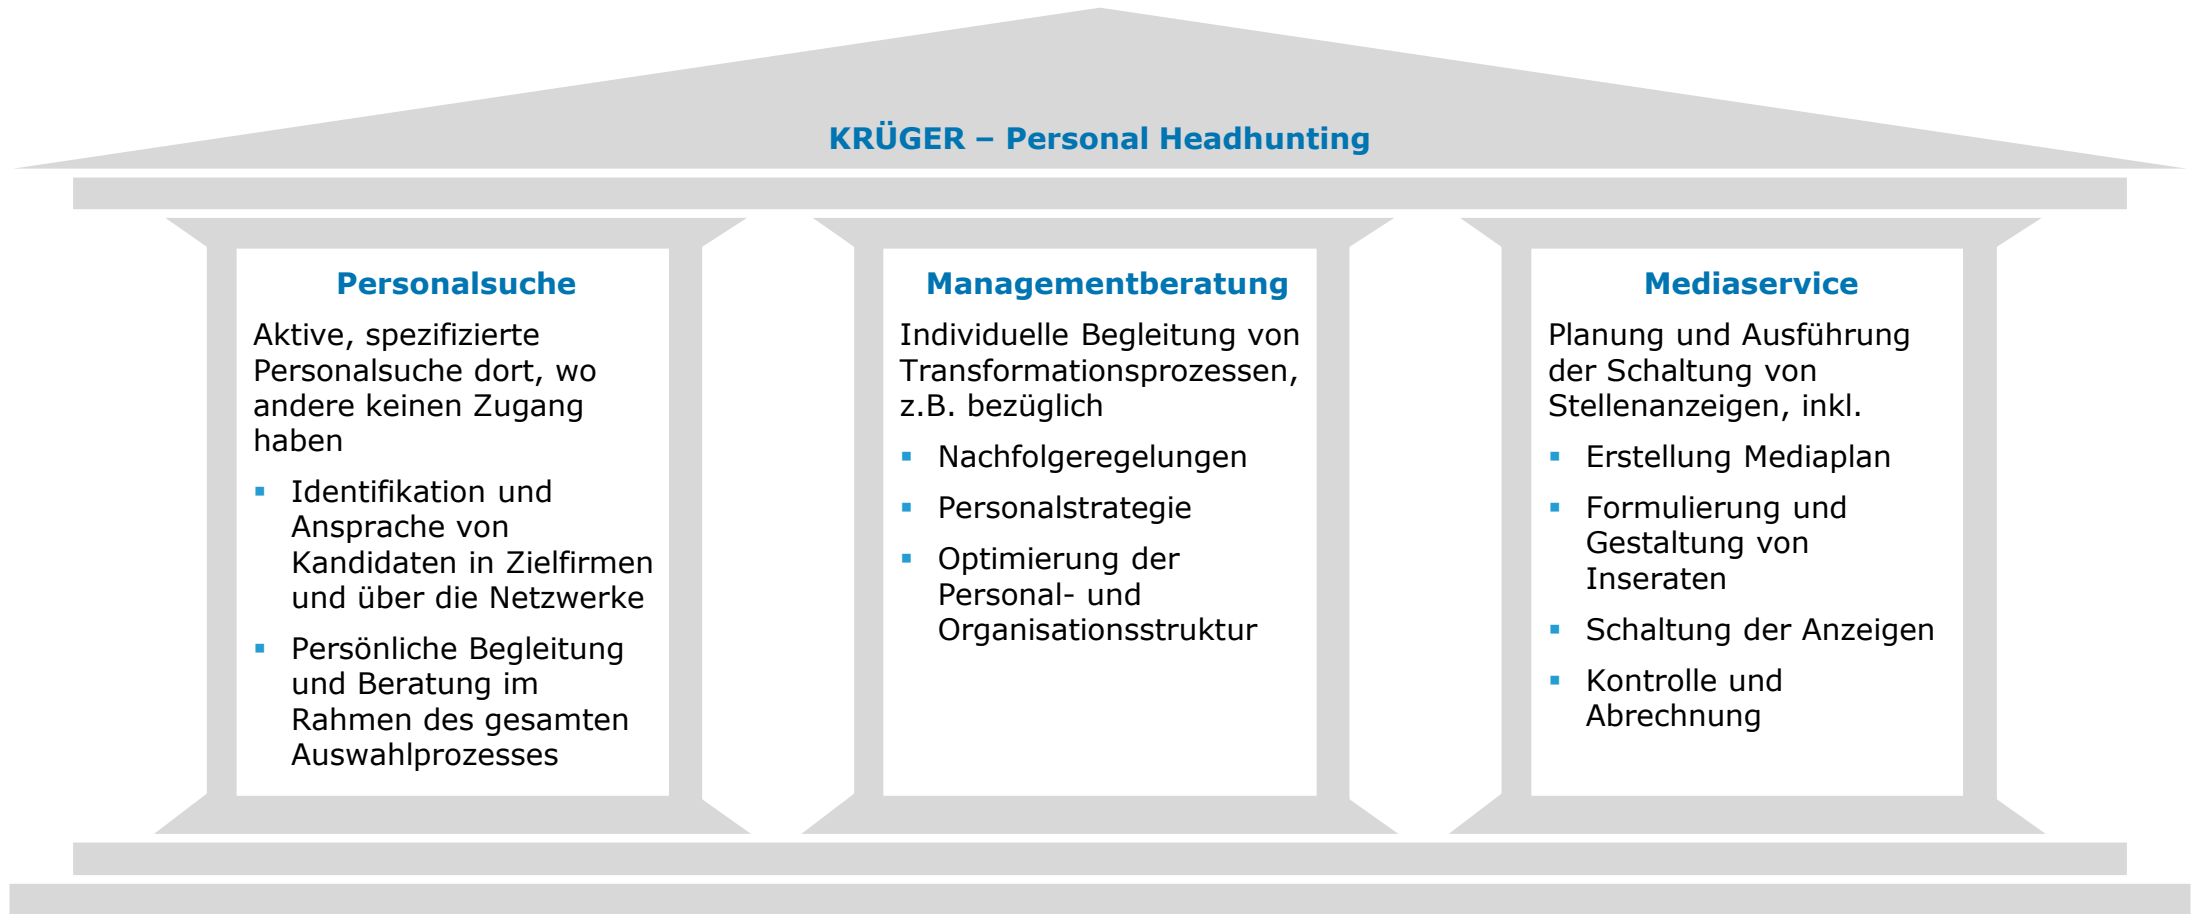 KRÜGER – Personal Headhunting
Personalsuche
Aktive, spezifizierte
Personalsuche dort, wo
andere keinen Zugang
haben
▪ Identifikation und
Ansprache von
Kandidaten in Zielfirmen
und über die Netzwerke
▪ Persönliche Begleitung
und Beratung im
Rahmen des gesamten
Auswahlprozesses
Managementberatung
Individuelle Begleitung von
Transformationsprozessen,
z.B. bezüglich
▪ Nachfolgeregelungen
▪ Personalstrategie
▪ Optimierung der
Personal- und
Organisationsstruktur
Mediaservice
Planung und Ausführung
der Schaltung von
Stellenanzeigen, inkl.
▪ Erstellung Mediaplan
▪ Formulierung und
Gestaltung von
Inseraten
▪ Schaltung der Anzeigen
▪ Kontrolle und
Abrechnung